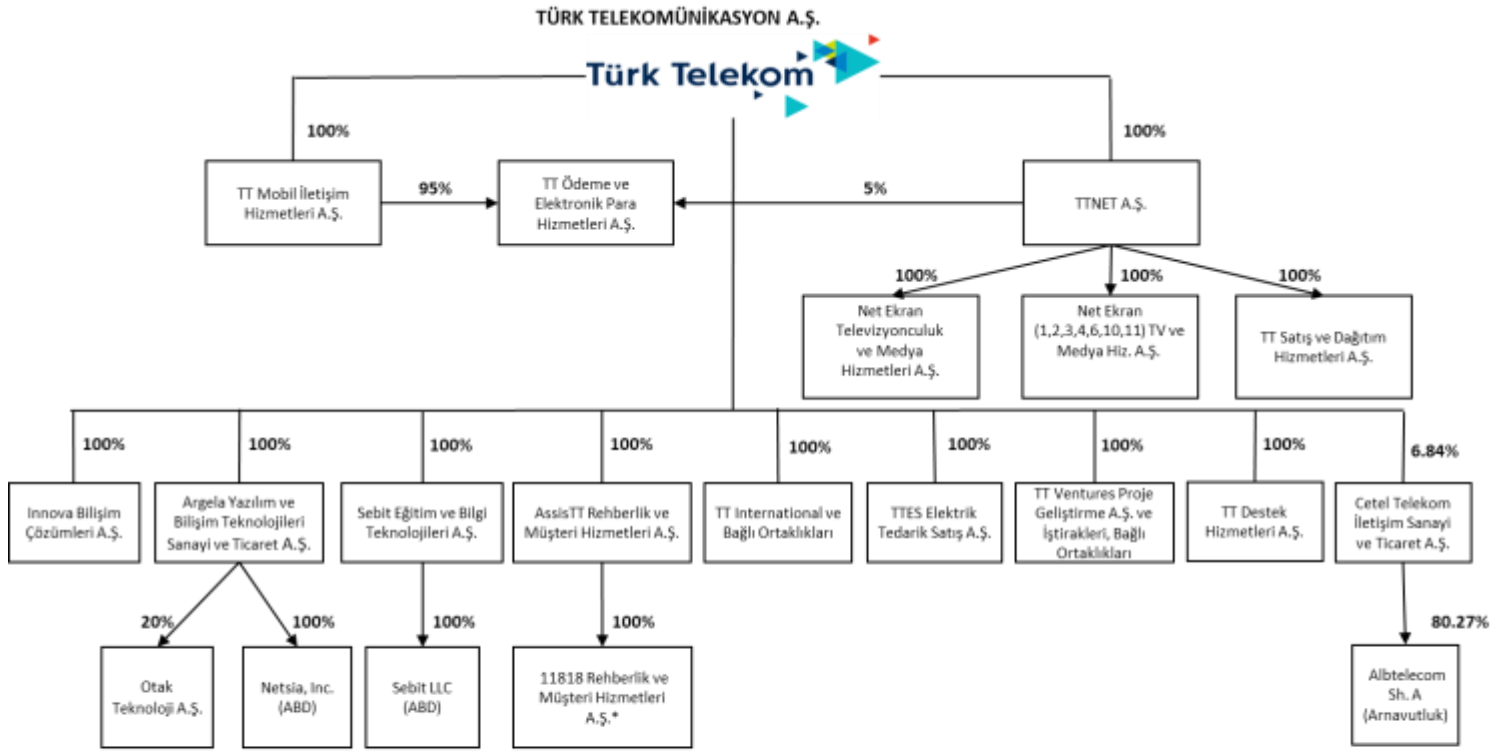 TÜRK TELEKOMÜNİKASYON A.Ş.
Türk Telekom
100%
100%
TT Mobil İletişim
Hizmetleri A.Ş.
95%
TT Ödeme ve
Elektronik Para
Hizmetleri A.Ş.
5%
TTNET A.Ş.
100%
100%
100%
Net Ekran
Televizyonculuk
ve Medya
Hizmetleri A.Ş.
Net Ekran
(1,2,3,4,6,10,11) TV ve
Medya Hiz. A.Ş.
TT Satış ve Dağıtım
Hizmetleri A.Ş.
100%
100%
100%
100%
100%
100%
100%
100%
6.84%
Innova Bilişim
Çözümleri A.Ş.
Argela Yazılım ve
Bilişim Teknolojileri
Sanayi ve Ticaret A.Ş.
Sebit Eğitim ve Bilgi
Teknolojileri A.Ş.
AssisTT Rehberlik ve
Müşteri Hizmetleri A.Ş.
TT International ve
Bağlı Ortaklıkları
TTES Elektrik
Tedarik Satış A.Ş.
TT Ventures Proje
Geliştirme A.Ş. ve
İştirakleri, Bağlı
Ortaklıkları
TT Destek
Hizmetleri A.Ş.
Cetel Telekom
İletişim Sanayi
ve Ticaret A.Ş.
20%
100%
100%
100%
80.27%
Otak
Teknoloji A.Ş.
Netsia, Inc.
(ABD)
Sebit LLC
(ABD)
11818 Rehberlik ve
Müşteri Hizmetleri
A.Ş.*
Albtelecom
Sh. A
(Arnavutluk)